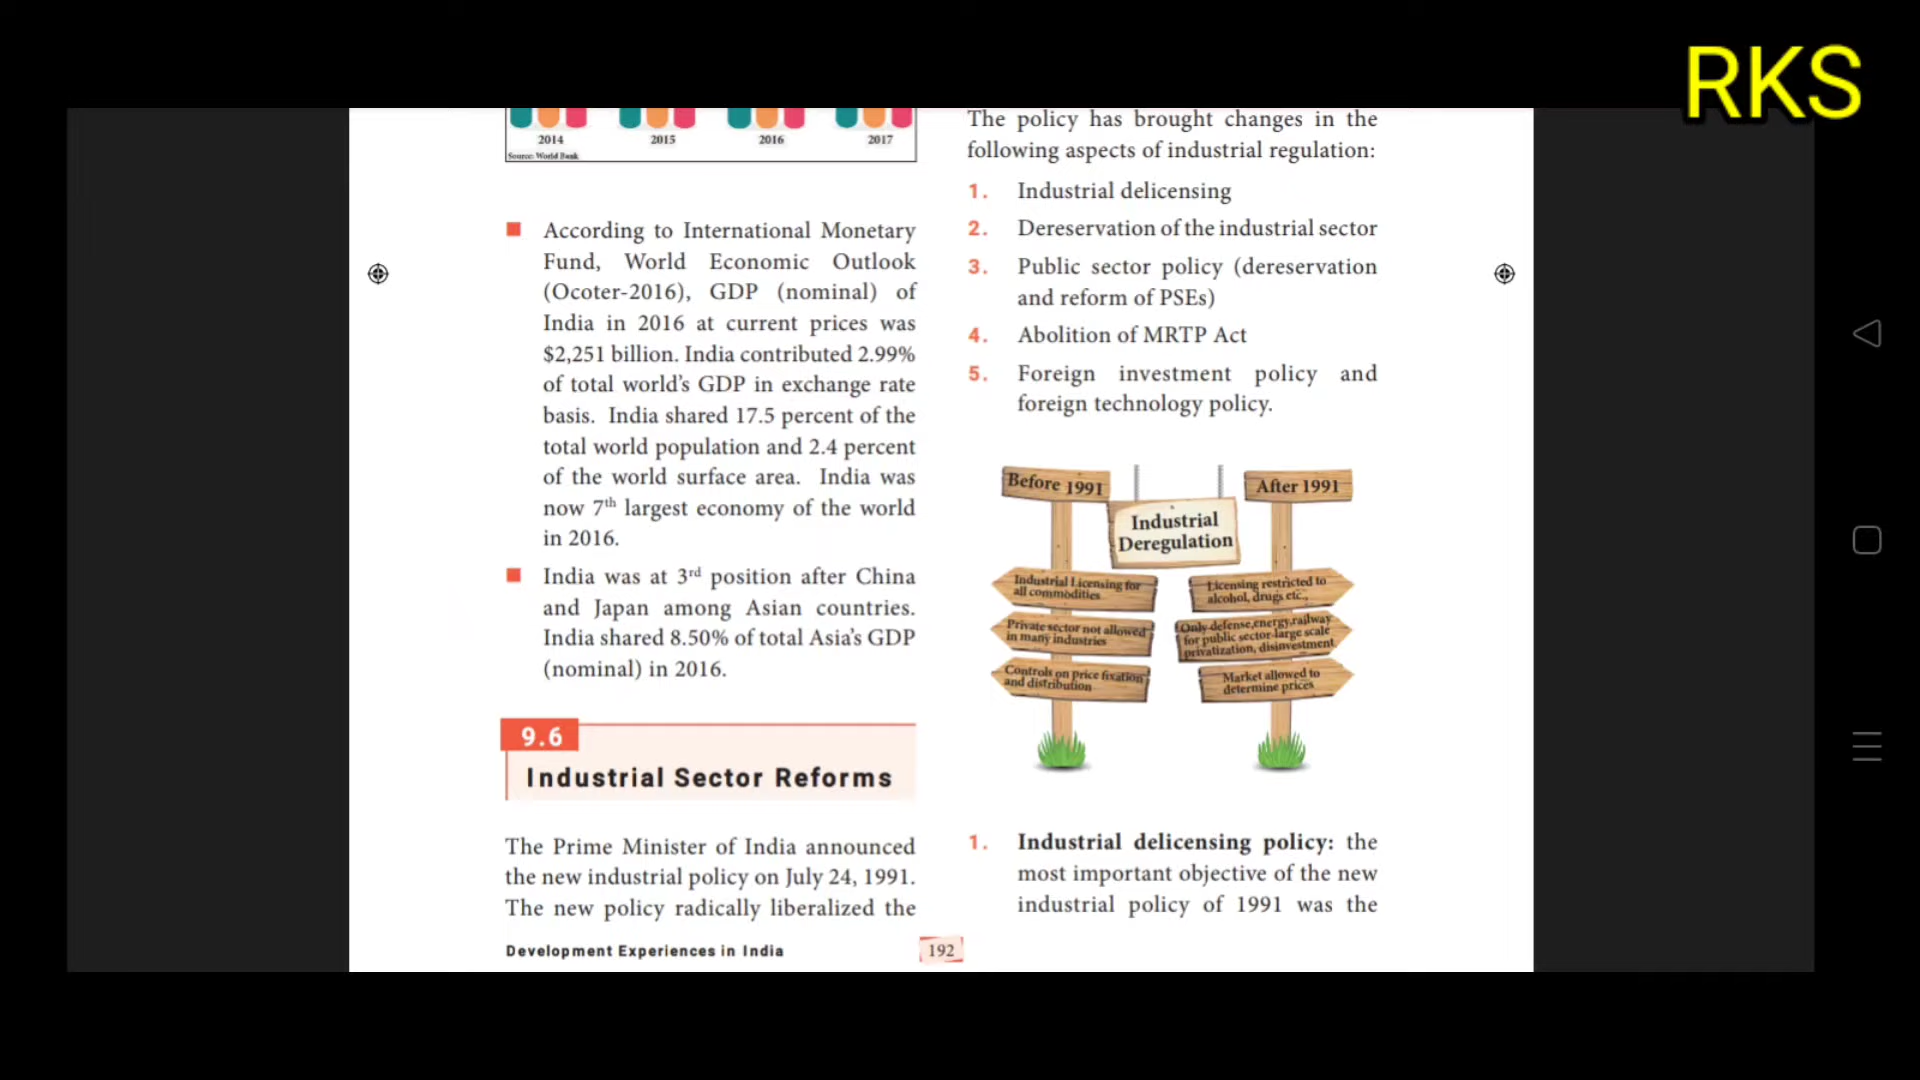 RKS
2014 2015 2016 2017
Source: World Bank
According to International Monetary
Fund, World Economic Outlook
(Ocoter-2016), GDP (nominal) of
India in 2016 at current prices was
$2,251 billion. India contributed 2.99%
of total world's GDP in exchange rate
basis. India shared 17.5 percent of the
total world population and 2.4 percent
of the world surface area. India was
now 7th largest economy of the world
in 2016.
India was at 3rd position after China
and Japan among Asian countries.
India shared 8.50% of total Asia's GDP
(nominal) in 2016.
9.6
Industrial Sector Reforms
The Prime Minister of India announced
the new industrial policy on July 24, 1991.
The new policy radically liberalized the
The policy has brought changes in the
following aspects of industrial regulation:
1. Industrial delicensing
2. Dereservation of the industrial sector
3. Public sector policy (dereservation
and reform of PSEs)
4. Abolition of MRTP Act
5. Foreign investment policy and
foreign technology policy.
Before 1991
Industrial
Deregulation
After 1991
Industrial Licensing for
all commodities
Private sector not allowed
in many industries
Controls on price fixation
and distribution
Licensing restricted to
alcohol, drugs etc.,
Only defense,energy,railway
for public sector-large scale
privatization, disinvestment
Market allowed to
determine prices
1. Industrial delicensing policy: the
most important objective of the new
industrial policy of 1991 was the
Development Experiences in India
192